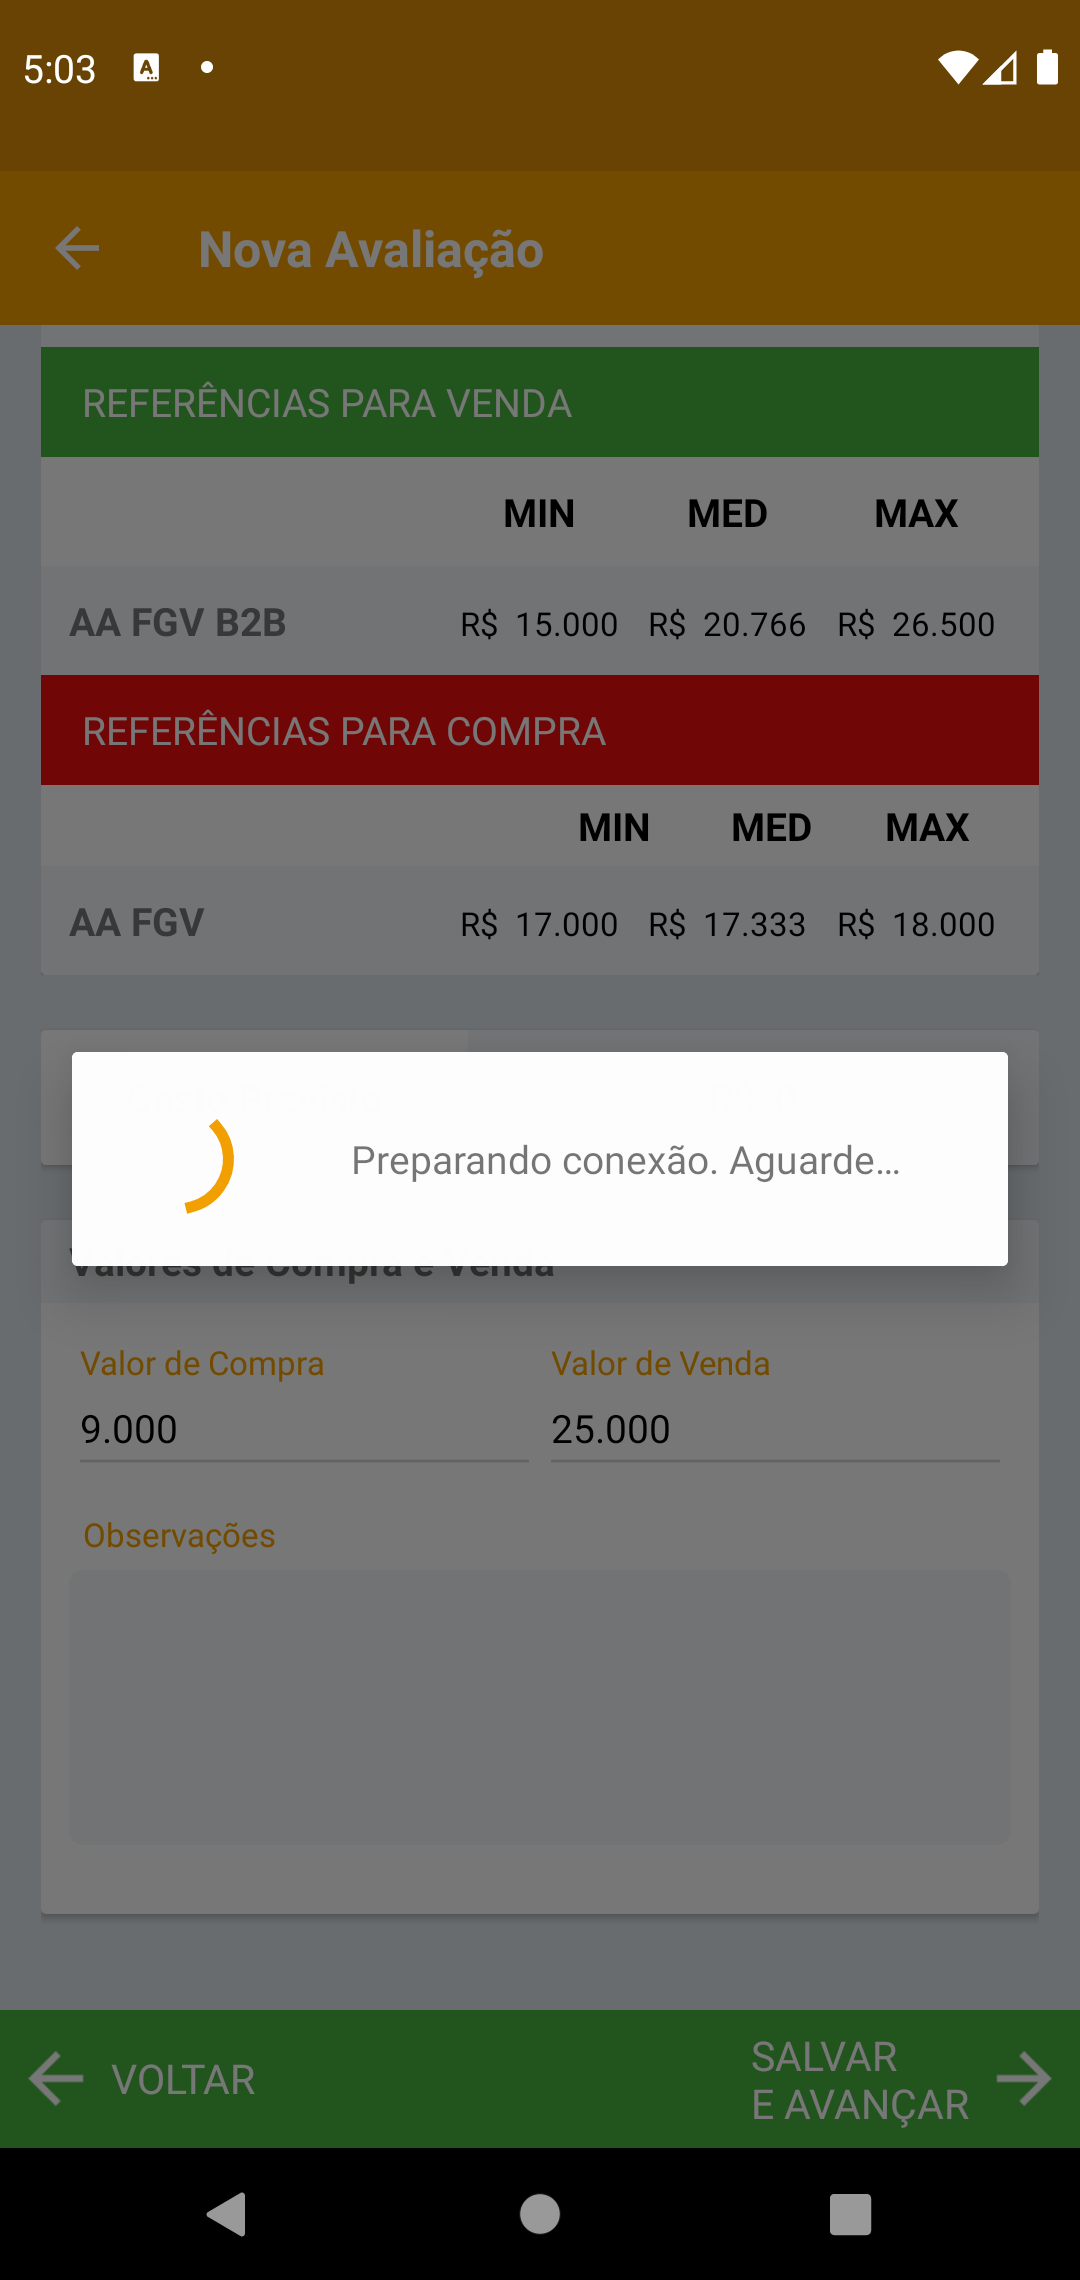 5:03
Nova Avaliação
REFERÊNCIAS PARA VENDA
MIN MED MAX
AA FGV B2B R$ 15.000 R$ 20.766 R$ 26.500
REFERÊNCIAS PARA COMPRA
MIN MED MAX
AA FGV R$ 17.000 R$ 17.333 R$ 18.000
Preparando conexão. Aguarde...
Valores de Compra e Venda
Valor de Compra Valor de Venda
9.000 25.000
Observações
VOLTAR
SALVAR
E AVANÇAR